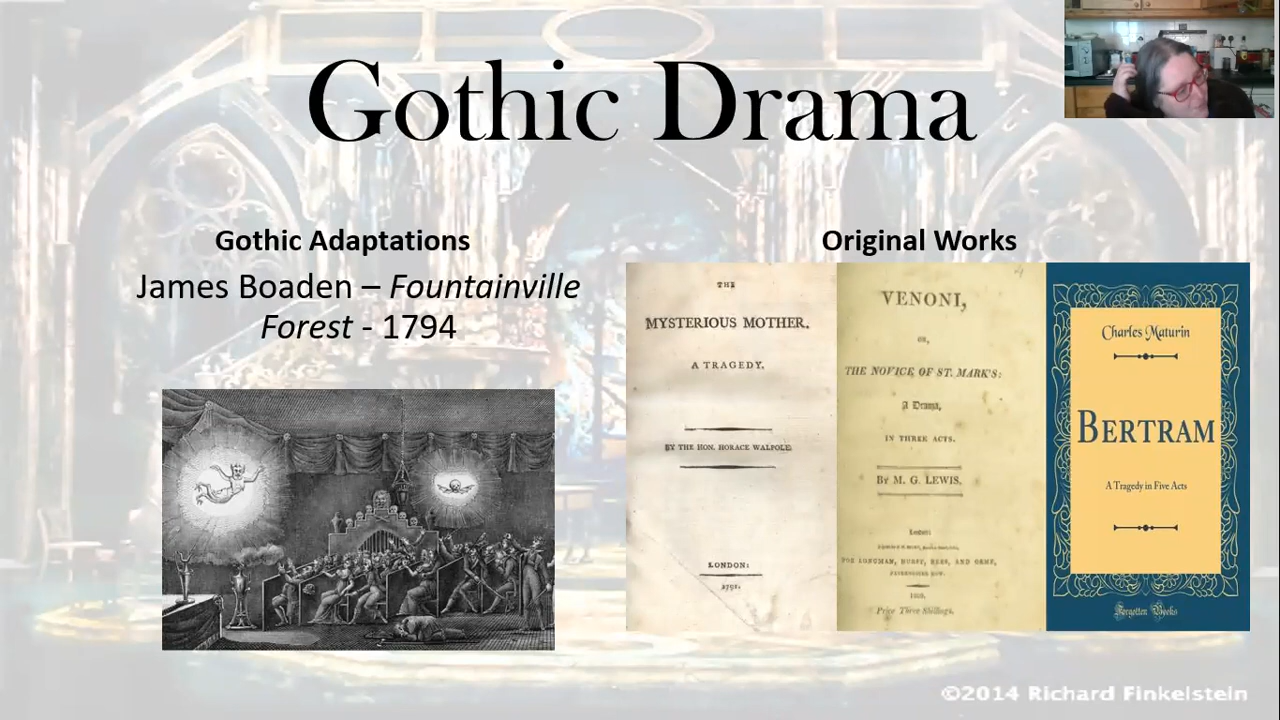 Gothic Drama
Gothic Adaptations
James Boaden – Fountainville
Forest - 1794
Original Works
THE
MYSTERIOUS MOTHER.
A TRAGEDY.
BY THE HON. HORACE WALPOLE.
LONDON:
VENONI,
OR,
THE NOVICE OF ST. MARK'S:
A Drama,
IN THREE ACTS.
By M. G. LEWIS.
London:
FOR LONGMAN, HURST, REES, AND ORME,
PATERNOSTER ROW.
Price Three Shillings.
Charles Maturin
BERTRAM
A Tragedy in Five Acts
Forgotten Books
©2014 Richard Finkelstein